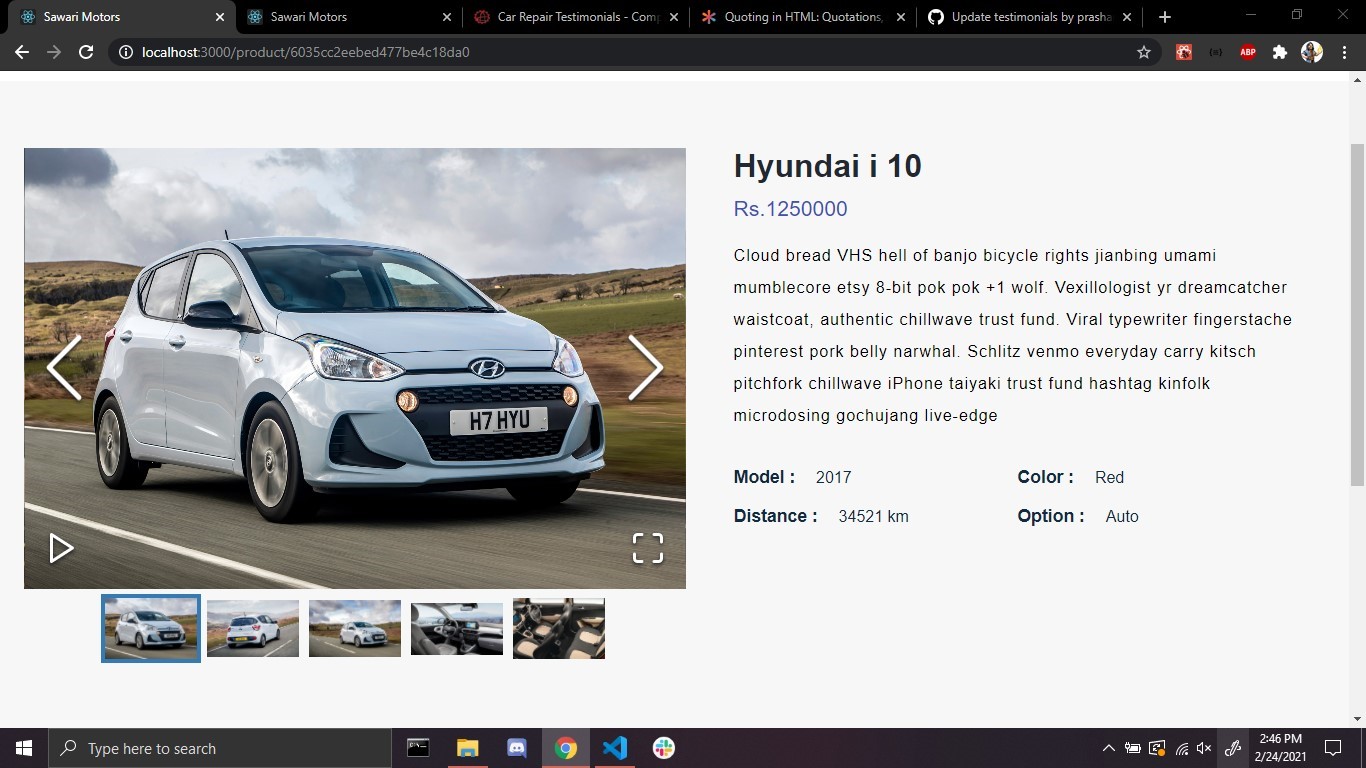 Sawari Motors
Sawari Motors
Car Repair Testimonials - Comp
Quoting in HTML: Quotations,
Update testimonials by prasha
localhost:3000/product/6035cc2eebed477be4c18da0
ABP
Hyundai i 10
Rs.1250000
Cloud bread VHS hell of banjo bicycle rights jianbing umami
mumblecore etsy 8-bit pok pok +1 wolf. Vexillologist yr dreamcatcher
waistcoat, authentic chillwave trust fund. Viral typewriter fingerstache
pinterest pork belly narwhal. Schlitz venmo everyday carry kitsch
pitchfork chillwave iPhone taiyaki trust fund hashtag kinfolk
microdosing gochujang live-edge
Model : 2017 Color : Red
Distance : 34521 km Option : Auto
H7 HYU
Type here to search
2:46 PM
2/24/2021